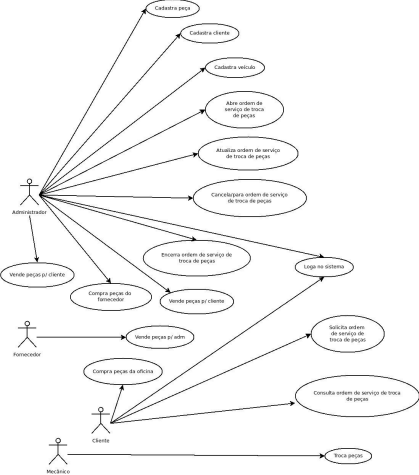 Cadastra peça
Cadastra cliente
Cadastra veículo
Abre ordem de
serviço de troca
de peças
Atualiza ordem de serviço
de troca de peças
Cancela/para ordem de serviço
de troca de peças
Administrador
Encerra ordem de serviço de
troca de peças
Loga no sistema
Vende peças p/ cliente
Compra peças do
fornecedor
Vende peças p/ cliente
Solicita ordem
de serviço de
troca de peças
Vende peças p/ adm
Fornecedor
Compra peças da oficina
Consulta ordem de serviço de troca
de peças
Cliente
Troca peças
Mecânico